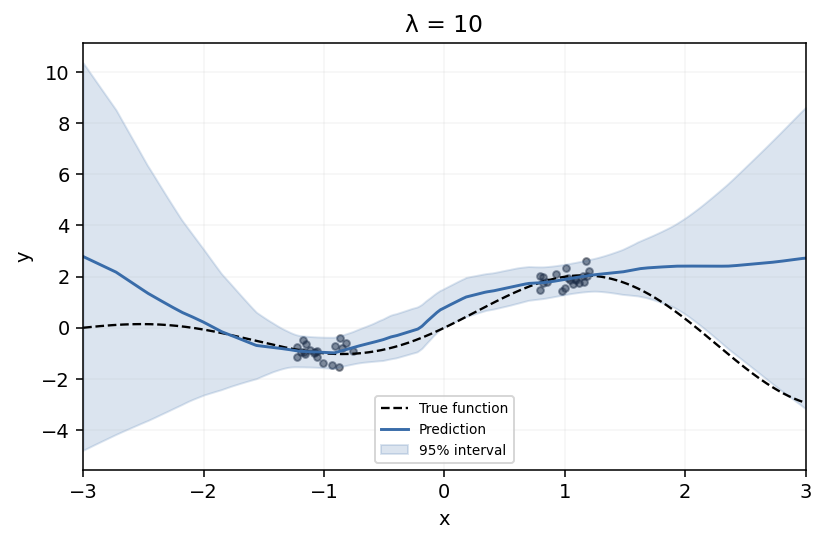 λ = 10
10
8
6
4
2
0
−2
−4
y
−3
−2
−1
0
1
2
3
x
True function
Prediction
95% interval